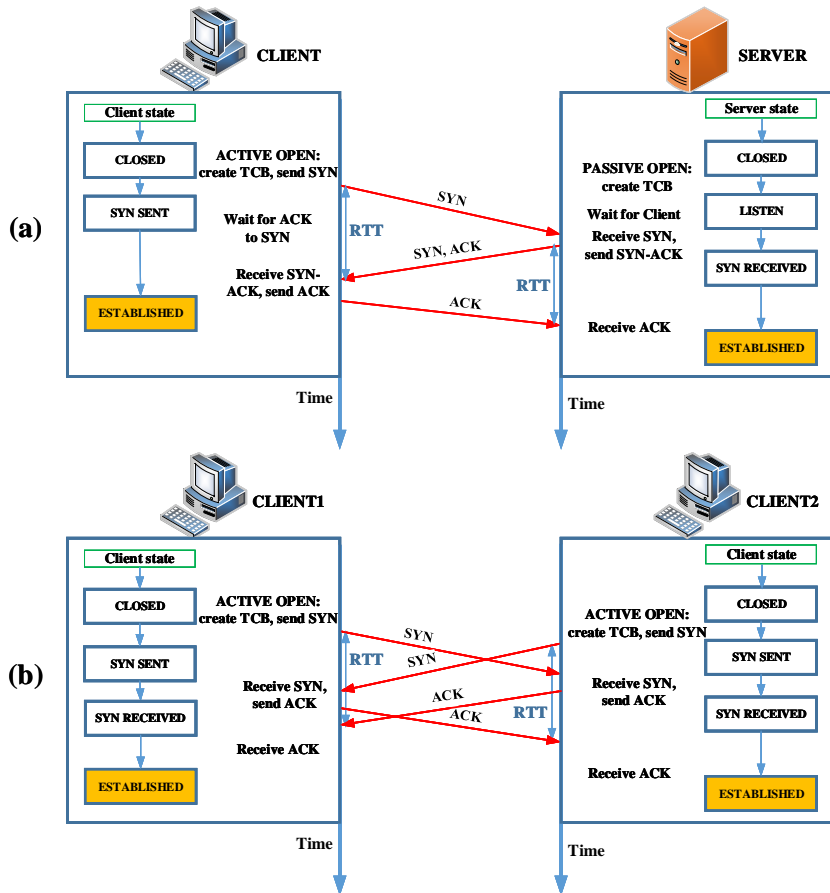 CLIENT
SERVER
(a)
Client state
CLOSED
SYN SENT
ESTABLISHED
ACTIVE OPEN:
create TCB, send SYN
Wait for ACK
to SYN
Receive SYN-
ACK, send ACK
RTT
SYN
SYN, ACK
ACK
RTT
PASSIVE OPEN:
create TCB
Wait for Client
Receive SYN,
send SYN-ACK
Receive ACK
Server state
CLOSED
LISTEN
SYN RECEIVED
ESTABLISHED
Time
Time
CLIENT1
CLIENT2
(b)
Client state
CLOSED
SYN SENT
SYN RECEIVED
ESTABLISHED
ACTIVE OPEN:
create TCB, send SYN
Receive SYN,
send ACK
Receive ACK
RTT
SYN
SYN
ACK
ACK
RTT
ACTIVE OPEN:
create TCB, send SYN
Receive SYN,
send ACK
Receive ACK
Client state
CLOSED
SYN SENT
SYN RECEIVED
ESTABLISHED
Time
Time